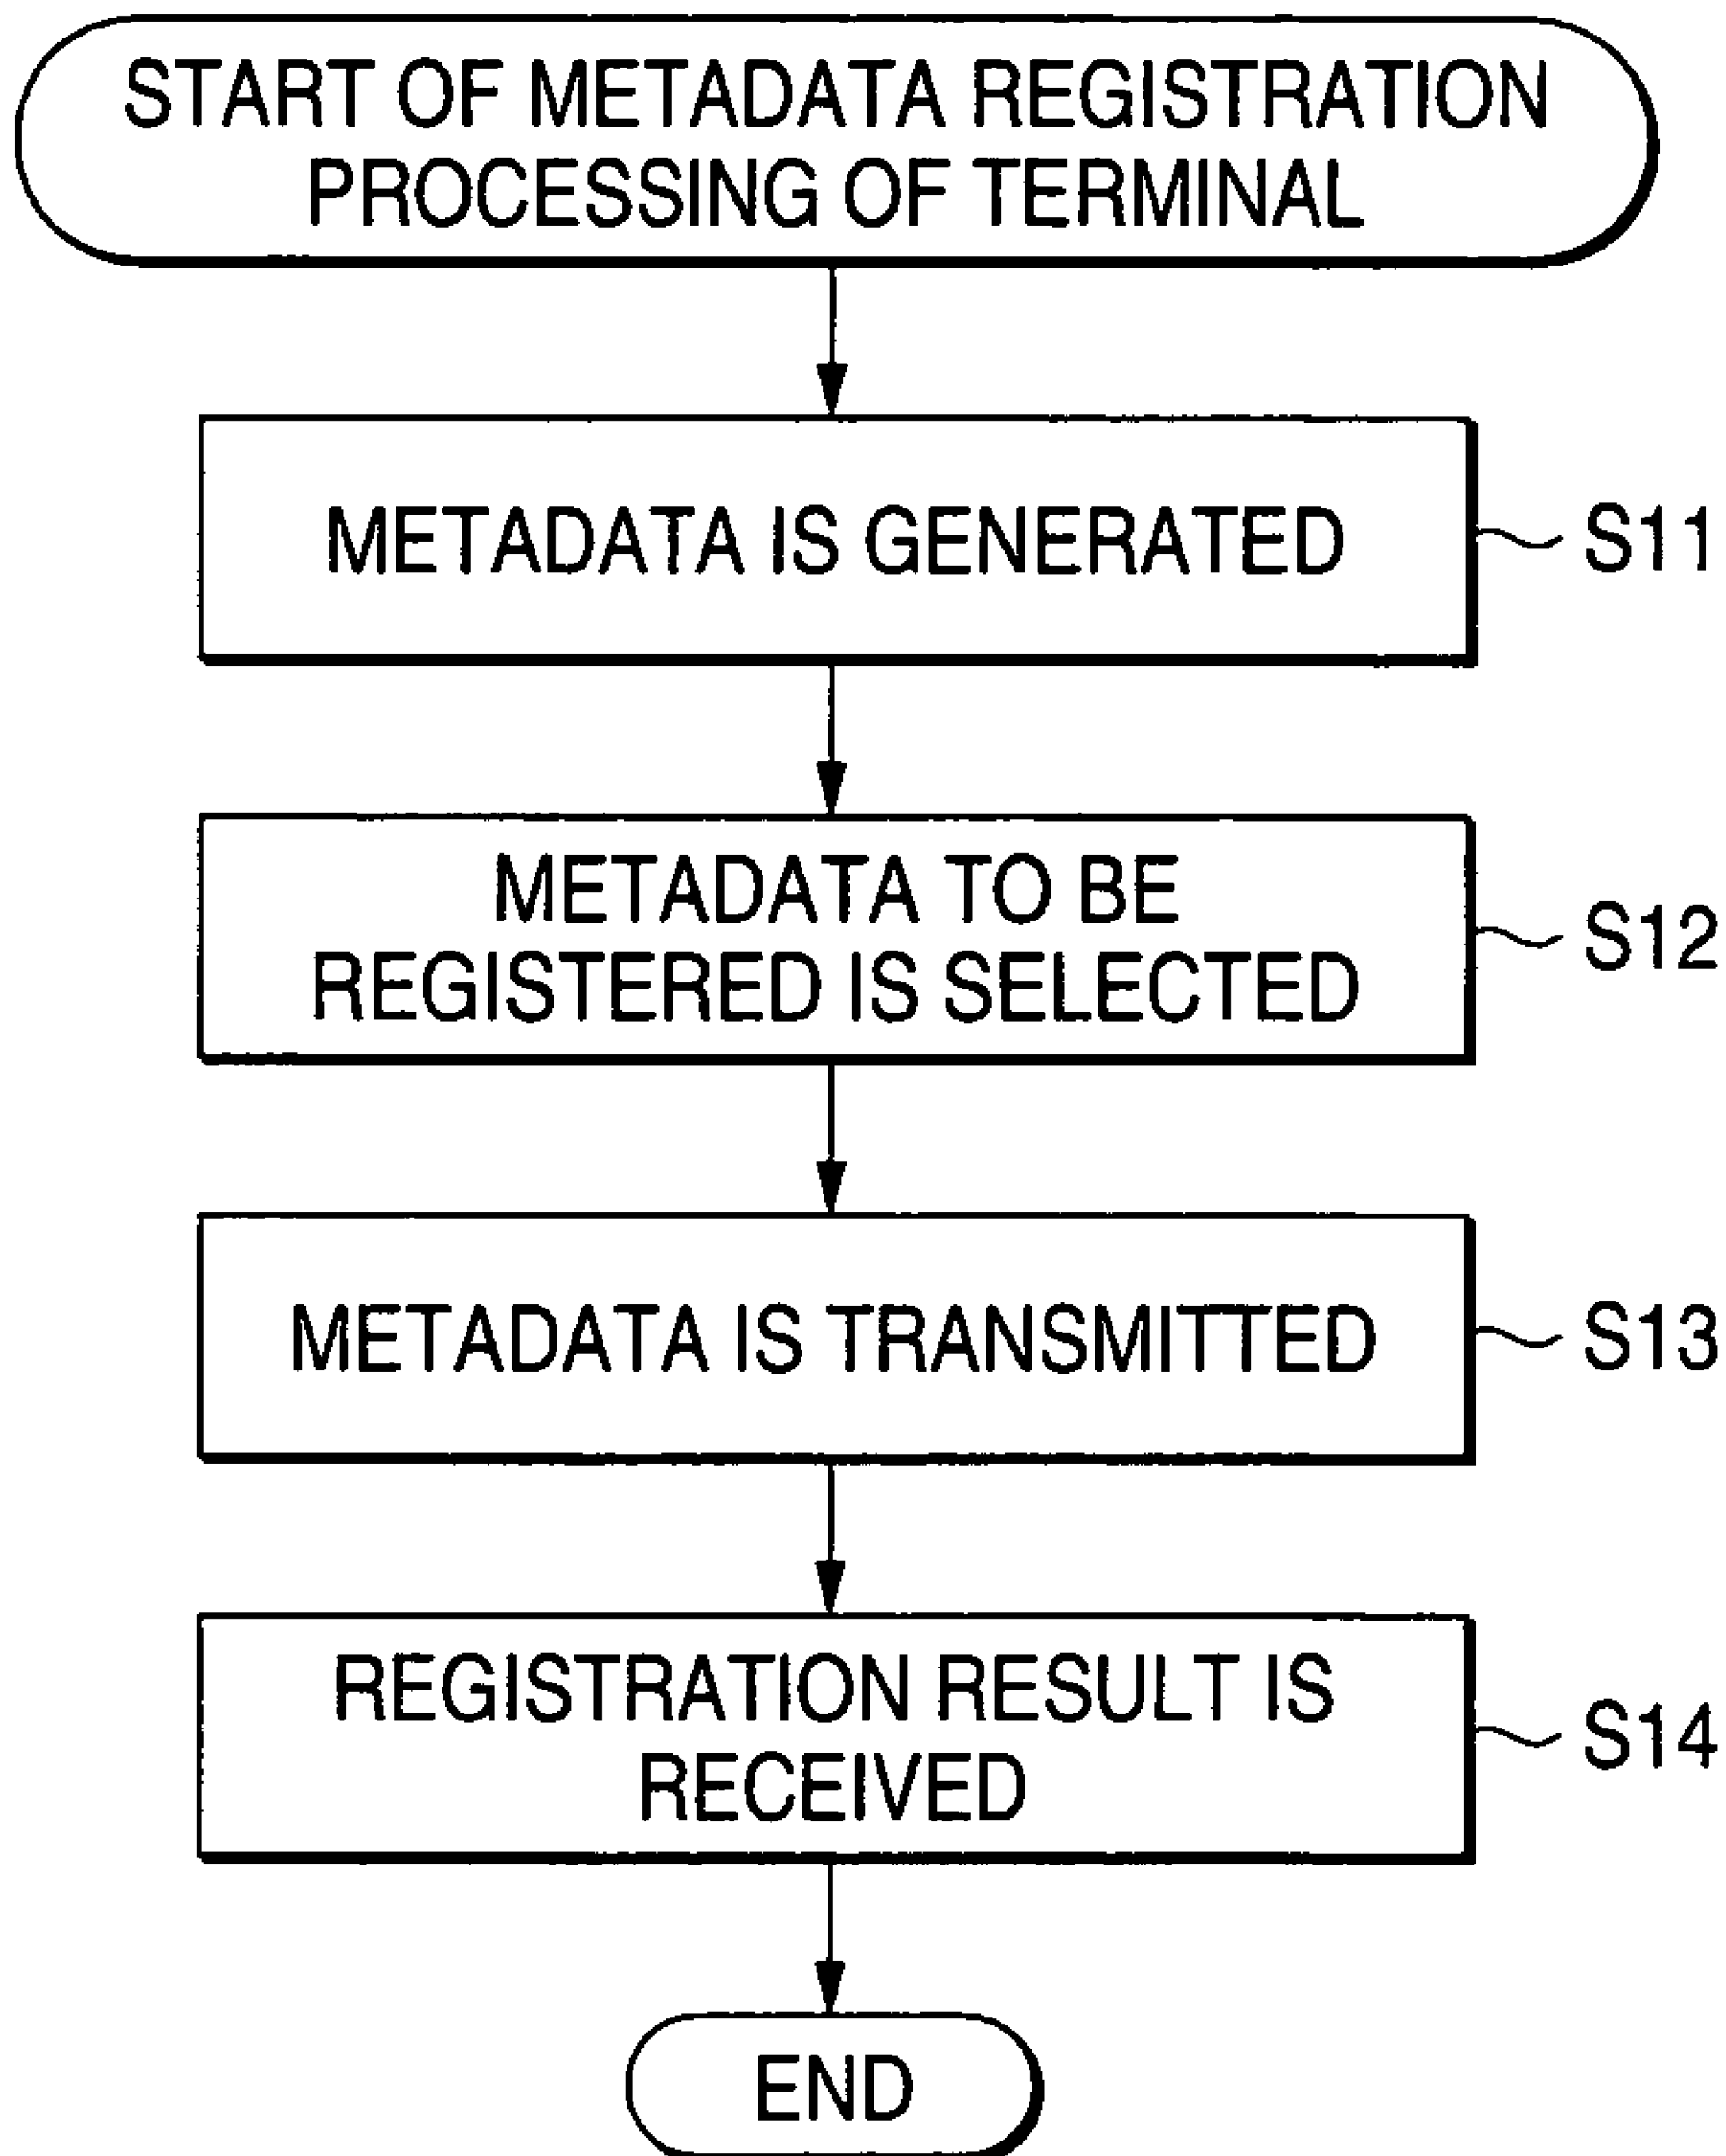 START OF METADATA REGISTRATION
PROCESSING OF TERMINAL
METADATA IS GENERATED
S11
METADATA TO BE
REGISTERED IS SELECTED
S12
METADATA IS TRANSMITTED
S13
REGISTRATION RESULT IS
RECEIVED
S14
END